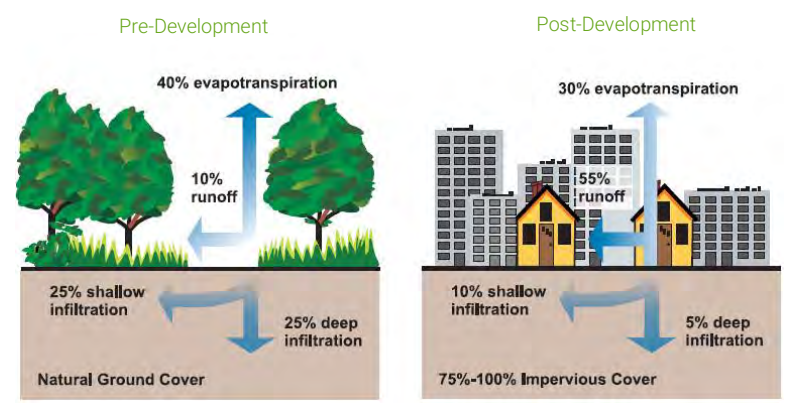 Pre-Development
40% evapotranspiration
10%
runoff
25% shallow
infiltration
25% deep
infiltration
Natural Ground Cover
Post-Development
30% evapotranspiration
55%
runoff
10% shallow
infiltration
5% deep
infiltration
75%-100% Impervious Cover